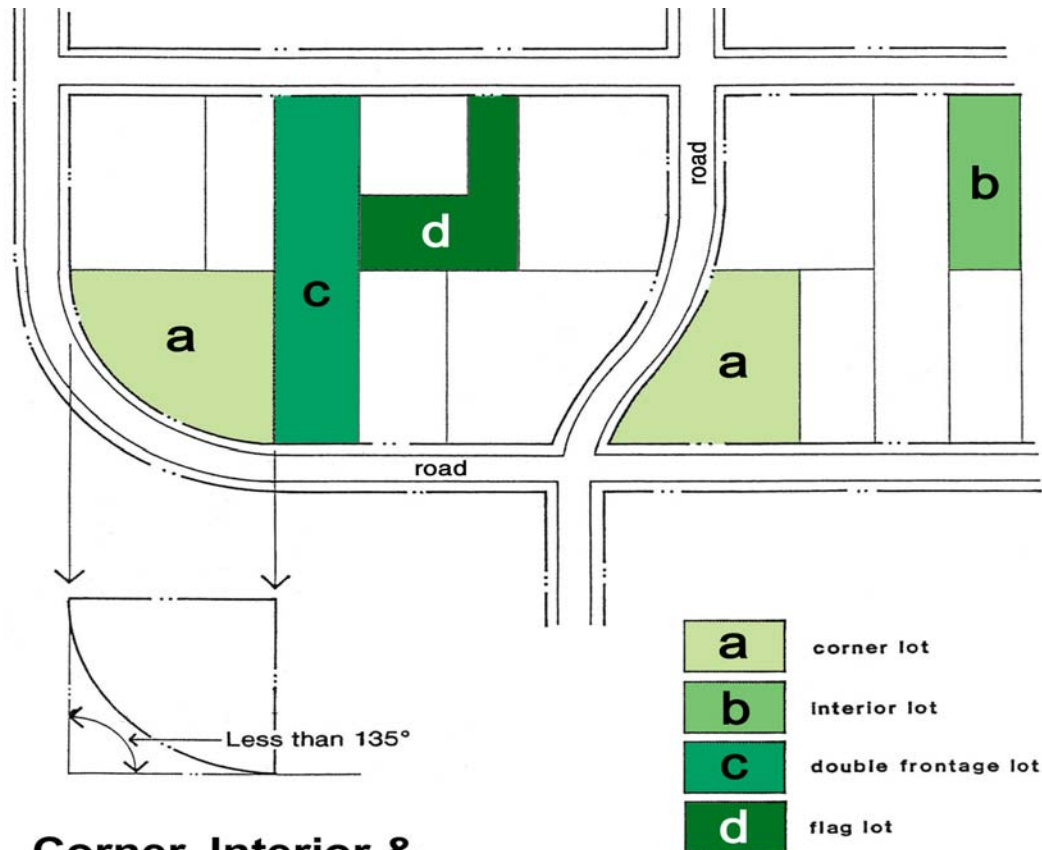 road
b
d
c
a
a
road
Less than 135°
a corner lot
b interior lot
c double frontage lot
d flag lot
Corner, Interior &